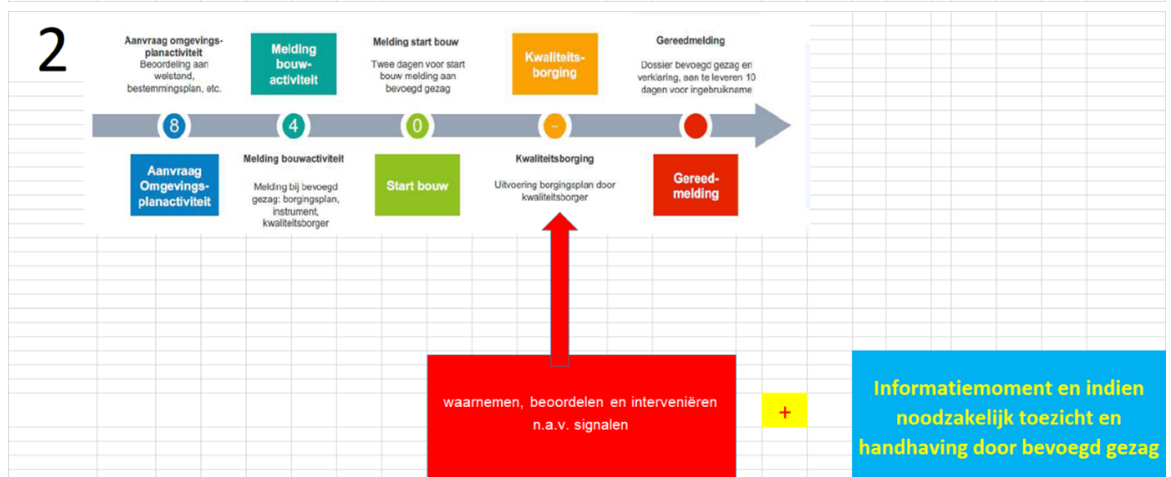 2
Aanvraag omgevings-
planactiviteit
Beoordeling aan
welstand,
bestemmingsplan, etc.
Melding
bouw-
activiteit
Melding start bouw
Twee dagen voor start
bouw melding aan
bevoegd gezag
Kwaliteits-
borging
Gereedmelding
Dossier bevoegd gezag en
verklaring, aan te leveren 10
dagen voor ingebruikname
8
4
0
-
Aanvraag
Omgevings-
planactiviteit
Melding bouwactiviteit
Melding bij bevoegd
gezag: borgingsplan,
instrument,
kwaliteitsborger
Start bouw
Kwaliteitsborging
Uitvoering borgingsplan door
kwaliteitsborger
Gereed-
melding
waarnemen, beoordelen en interveniëren
n.a.v. signalen
+
Informatiemoment en indien
noodzakelijk toezicht en
handhaving door bevoegd gezag